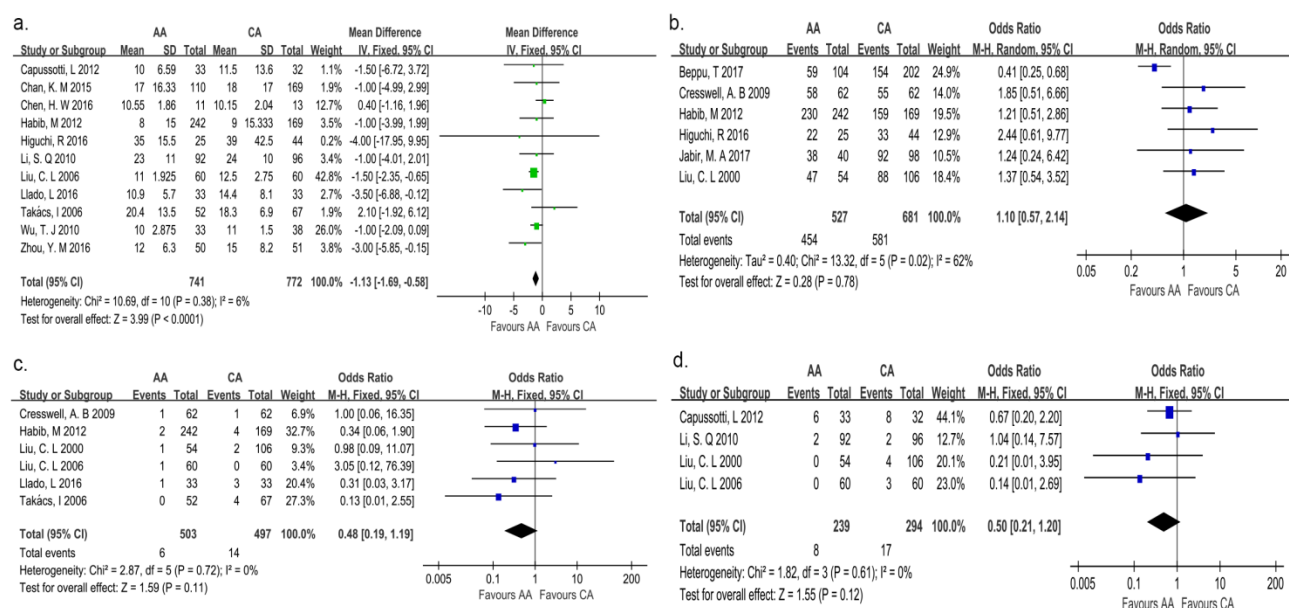 a.
AA CA Mean Difference Mean Difference
Study or Subgroup Mean SD Total Mean SD Total Weight IV. Fixed. 95% CI IV. Fixed. 95% CI
Capussotti, L 2012 10 6.59 33 11.5 13.6 32 1.1% -1.50 [-6.72, 3.72]
Chan, K. M 2015 17 16.33 110 18 17 169 1.9% -1.00 [-4.99, 2.99]
Chen, H. W 2016 10.55 1.86 11 10.15 2.04 13 12.7% 0.40 [-1.16, 1.96]
Habib, M 2012 8 15 242 9 15.333 169 3.5% -1.00 [-3.99, 1.99]
Higuchi, R 2016 35 15.5 25 39 42.5 44 0.2% -4.00 [-17.95, 9.95]
Li, S. Q 2010 23 11 92 24 10 96 3.5% -1.00 [-4.01, 2.01]
Liu, C. L 2006 11 1.925 60 12.5 2.75 60 42.8% -1.50 [-2.35, -0.65]
Llado, L 2016 10.9 5.7 33 14.4 8.1 33 2.7% -3.50 [-6.88, -0.12]
Takács, I 2006 20.4 13.5 52 18.3 6.9 67 1.9% 2.10 [-1.92, 6.12]
Wu, T. J 2010 10 2.875 33 11 1.5 38 26.0% -1.00 [-2.09, 0.09]
Zhou, Y. M 2016 12 6.3 50 15 8.2 51 3.8% -3.00 [-5.85, -0.15]
Total (95% CI) 741 772 100.0% -1.13 [-1.69, -0.58]
Heterogeneity: Chi² = 10.69, df = 10 (P = 0.38); I² = 6%
Test for overall effect: Z = 3.99 (P < 0.0001)
-10 -5 0 5 10
Favours AA Favours CA
b.
AA CA Odds Ratio Odds Ratio
Study or Subgroup Events Total Events Total Weight M-H. Random. 95% CI M-H. Random. 95% CI
Beppu, T 2017 59 104 154 202 24.9% 0.41 [0.25, 0.68]
Cresswell, A. B 2009 58 62 55 62 14.0% 1.85 [0.51, 6.66]
Habib, M 2012 230 242 159 169 19.2% 1.21 [0.51, 2.86]
Higuchi, R 2016 22 25 33 44 12.9% 2.44 [0.61, 9.77]
Jabir, M. A 2017 38 40 92 98 10.6% 1.24 [0.24, 6.42]
Liu, C. L 2000 47 54 88 106 18.4% 1.37 [0.54, 3.52]
Total (95% CI) 527 681 100.0% 1.10 [0.57, 2.14]
Total events 454 581
Heterogeneity: Tau² = 0.40; Chi² = 13.32, df = 5 (P = 0.02); I² = 62%
Test for overall effect: Z = 0.28 (P = 0.78)
0.05 0.2 1 5 20
Favours AA Favours CA
c.
AA CA Odds Ratio Odds Ratio
Study or Subgroup Events Total Events Total Weight M-H. Fixed. 95% CI M-H. Fixed. 95% CI
Cresswell, A. B 2009 1 62 1 62 6.9% 1.00 [0.06, 16.35]
Habib, M 2012 2 242 4 169 32.7% 0.34 [0.06, 1.90]
Liu, C. L 2000 1 54 2 106 9.3% 0.98 [0.09, 11.07]
Liu, C. L 2006 1 60 0 60 3.4% 3.05 [0.12, 76.39]
Llado, L 2016 1 33 3 33 20.4% 0.31 [0.03, 3.17]
Takács, I 2006 0 52 4 67 27.3% 0.13 [0.01, 2.55]
Total (95% CI) 503 497 100.0% 0.48 [0.19, 1.19]
Total events 6 14
Heterogeneity: Chi² = 2.87, df = 5 (P = 0.72); I² = 0%
Test for overall effect: Z = 1.59 (P = 0.11)
0.005 0.1 1 10 200
Favours AA Favours CA
d.
AA CA Odds Ratio Odds Ratio
Study or Subgroup Events Total Events Total Weight M-H. Fixed. 95% CI M-H. Fixed. 95% CI
Capussotti, L 2012 6 33 8 32 44.1% 0.67 [0.20, 2.20]
Li, S. Q 2010 2 92 2 96 12.7% 1.04 [0.14, 7.57]
Liu, C. L 2000 0 54 4 106 20.1% 0.21 [0.01, 3.95]
Liu, C. L 2006 0 60 3 60 23.0% 0.14 [0.01, 2.69]
Total (95% CI) 239 294 100.0% 0.50 [0.21, 1.20]
Total events 8 17
Heterogeneity: Chi² = 1.82, df = 3 (P = 0.61); I² = 0%
Test for overall effect: Z = 1.55 (P = 0.12)
0.005 0.1 1 10 200
Favours AA Favours CA